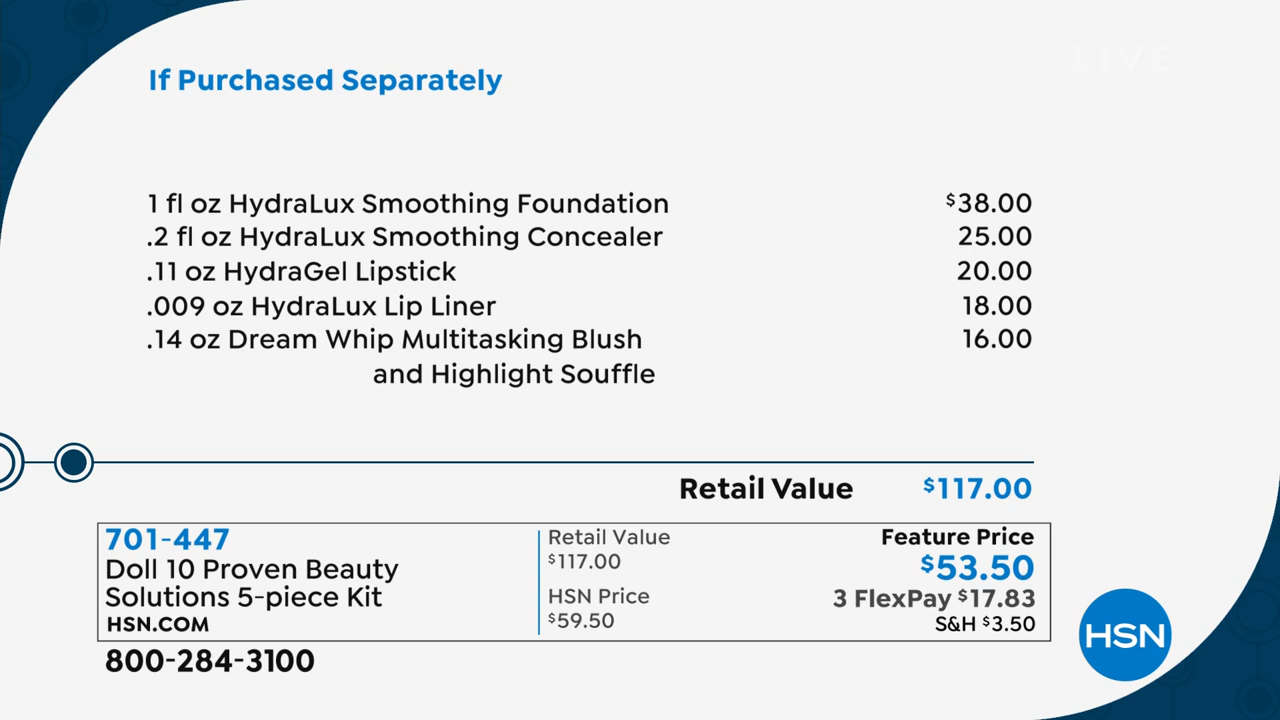 LIVE
If Purchased Separately
1 fl oz HydraLux Smoothing Foundation $38.00
.2 fl oz HydraLux Smoothing Concealer 25.00
.11 oz HydraGel Lipstick 20.00
.009 oz HydraLux Lip Liner 18.00
.14 oz Dream Whip Multitasking Blush 16.00
and Highlight Souffle
Retail Value $117.00
701-447
Doll 10 Proven Beauty
Solutions 5-piece Kit
HSN.COM
Retail Value
$117.00
HSN Price
$59.50
Feature Price
$53.50
3 FlexPay $17.83
S&H $3.50
800-284-3100
HSN